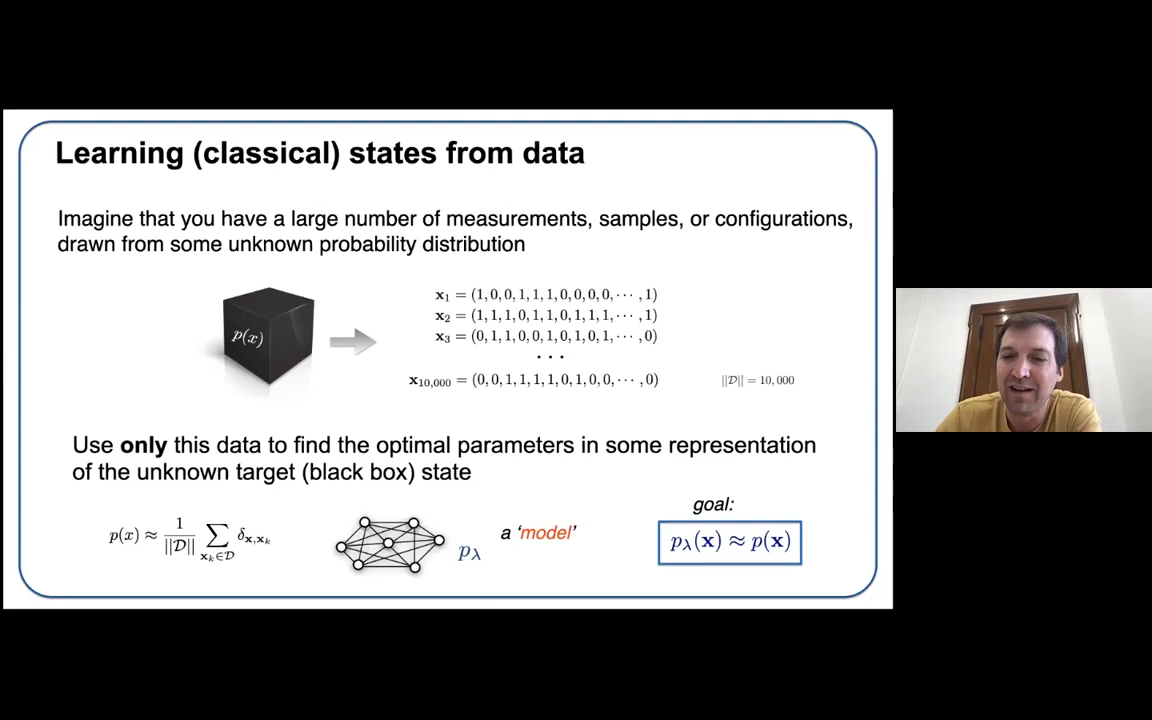 Learning (classical) states from data
Imagine that you have a large number of measurements, samples, or configurations,
drawn from some unknown probability distribution
p(x)
x₁ = (1, 0, 0, 1, 1, 1, 0, 0, 0, 0, ⋯ , 1)
x₂ = (1, 1, 1, 0, 1, 1, 0, 1, 1, 1, ⋯ , 1)
x₃ = (0, 1, 1, 0, 0, 1, 0, 1, 0, 1, ⋯ , 0)
⋯
x₁₀,₀₀₀ = (0, 0, 1, 1, 1, 1, 0, 1, 0, 0, ⋯ , 0)
||𝒟|| = 10,000
Use only this data to find the optimal parameters in some representation
of the unknown target (black box) state
p(x) ≈ 1/||𝒟|| ∑_{xₖ∈𝒟} δ_{x,xₖ}
p_λ
a ‘model’
goal:
p_λ(x) ≈ p(x)